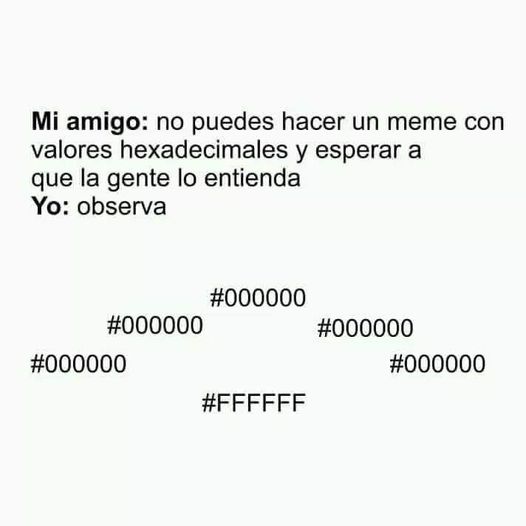 Mi amigo: no puedes hacer un meme con
valores hexadecimales y esperar a
que la gente lo entienda
Yo: observa
#000000
#000000 #000000
#000000 #000000
#FFFFFF